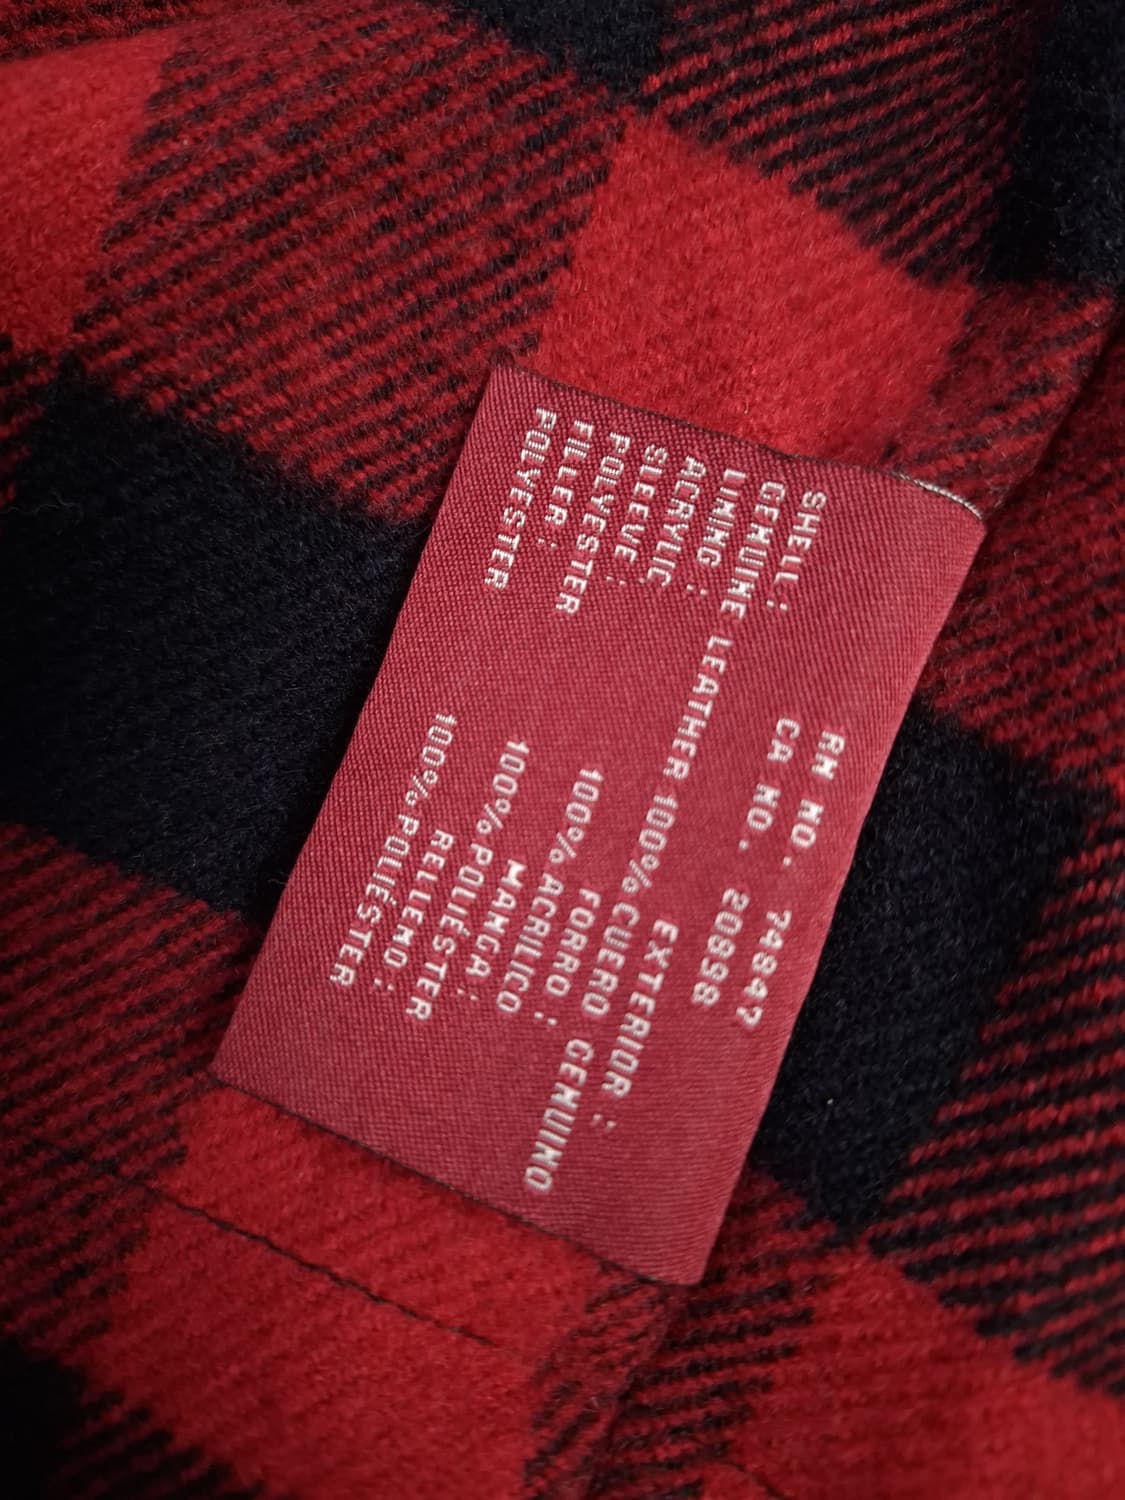 RN NO. 74847
CA NO. 20898
SHELL : EXTERIOR :
GENUINE LEATHER 100% CUERO GENUINO
LINING : FORRO :
ACRYLIC 100% ACRILICO
SLEEVE : MANGA :
POLYESTER 100% POLIÉSTER
FILLER : RELLENO :
POLYESTER 100% POLIÉSTER